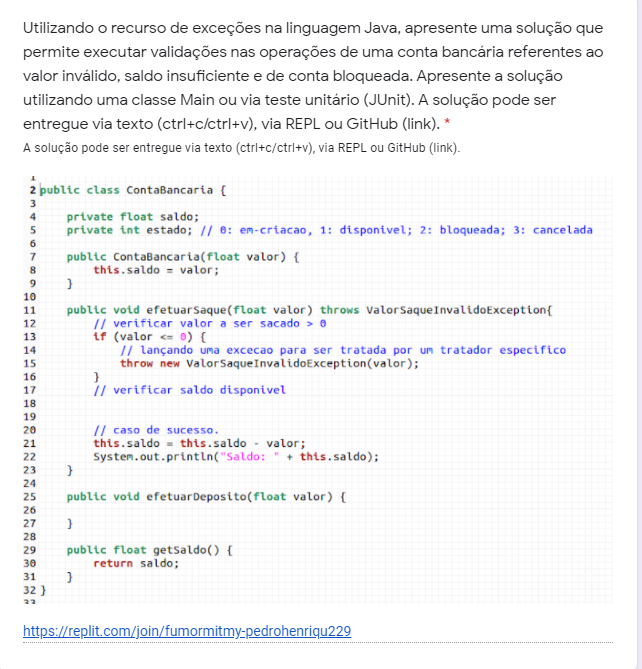 Utilizando o recurso de exceções na linguagem Java, apresente uma solução que
permite executar validações nas operações de uma conta bancária referentes ao
valor inválido, saldo insuficiente e de conta bloqueada. Apresente a solução
utilizando uma classe Main ou via teste unitário (JUnit). A solução pode ser
entregue via texto (ctrl+c/ctrl+v), via REPL ou GitHub (link). *
A solução pode ser entregue via texto (ctrl+c/ctrl+v), via REPL ou GitHub (link).
1
2 public class ContaBancaria {
3
4 private float saldo;
5 private int estado; // 0: em-criacao, 1: disponivel; 2: bloqueada; 3: cancelada
6
7 public ContaBancaria(float valor) {
8 this.saldo = valor;
9 }
10
11 public void efetuarSaque(float valor) throws ValorSaqueInvalidoException{
12 // verificar valor a ser sacado > 0
13 if (valor <= 0) {
14 // lançando uma excecao para ser tratada por um tratador especifico
15 throw new ValorSaqueInvalidoException(valor);
16 }
17 // verificar saldo disponivel
18
19
20 // caso de sucesso.
21 this.saldo = this.saldo - valor;
22 System.out.println("Saldo: " + this.saldo);
23 }
24
25 public void efetuarDeposito(float valor) {
26
27 }
28
29 public float getSaldo() {
30 return saldo;
31 }
32 }
33
https://replit.com/join/fumormitmy-pedrohenriqu229